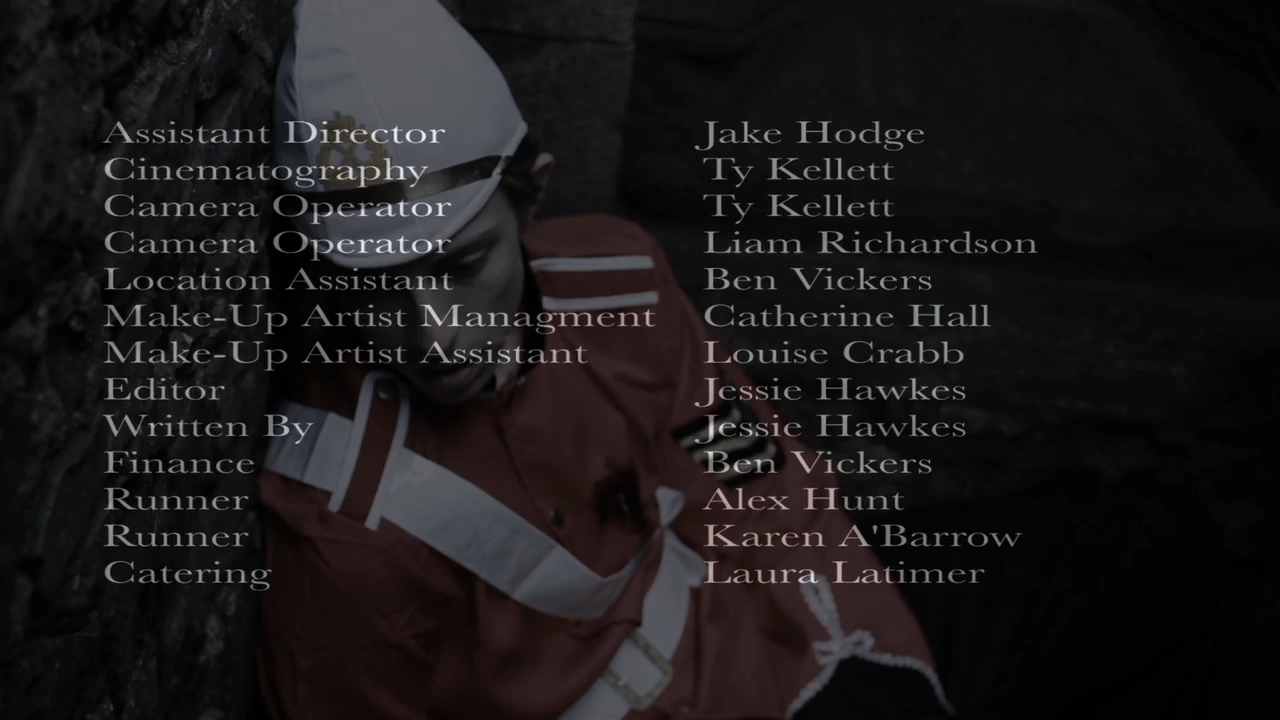 Assistant Director Jake Hodge
Cinematography Ty Kellett
Camera Operator Ty Kellett
Camera Operator Liam Richardson
Location Assistant Ben Vickers
Make-Up Artist Managment Catherine Hall
Make-Up Artist Assistant Louise Crabb
Editor Jessie Hawkes
Written By Jessie Hawkes
Finance Ben Vickers
Runner Alex Hunt
Runner Karen A'Barrow
Catering Laura Latimer